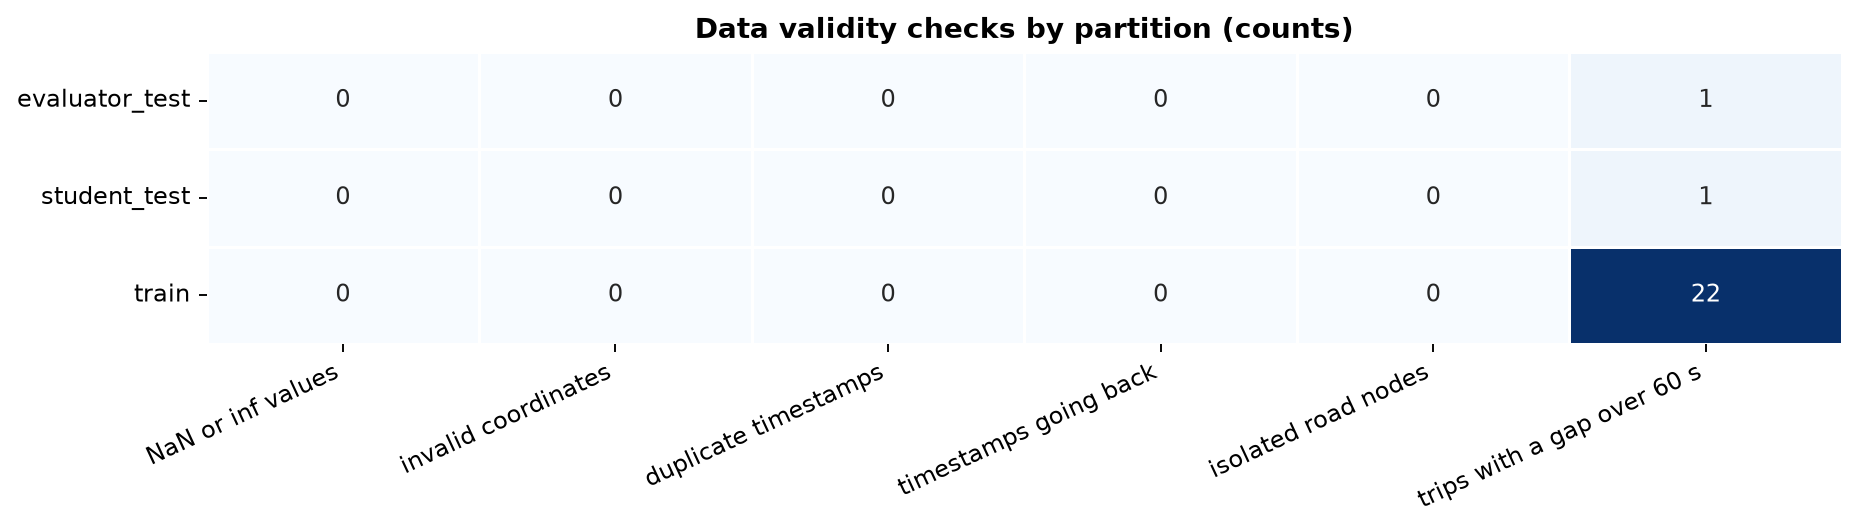 Data validity checks by partition (counts)
evaluator_test 0 0 0 0 0 1
student_test 0 0 0 0 0 1
train 0 0 0 0 0 22
NaN or inf values
invalid coordinates
duplicate timestamps
timestamps going back
isolated road nodes
trips with a gap over 60 s